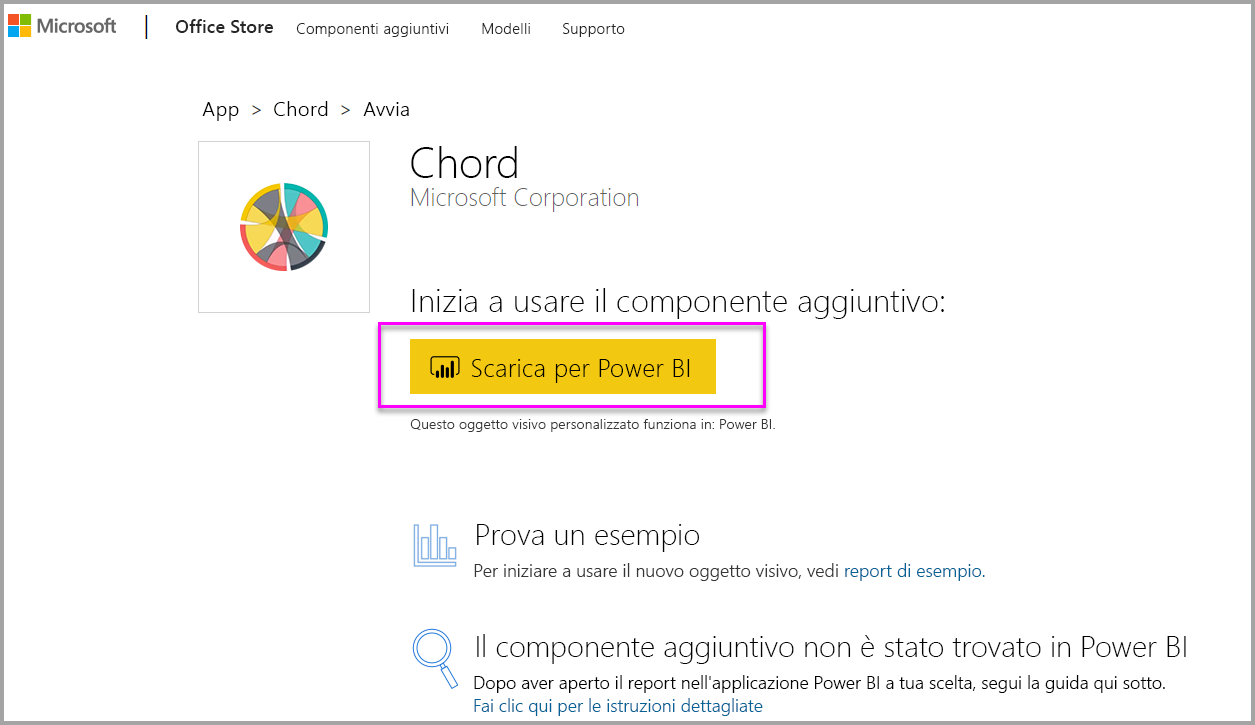 Microsoft Office Store Componenti aggiuntivi Modelli Supporto
App > Chord > Avvia
Chord
Microsoft Corporation
Inizia a usare il componente aggiuntivo:
Scarica per Power BI
Questo oggetto visivo personalizzato funziona in: Power BI.
Prova un esempio
Per iniziare a usare il nuovo oggetto visivo, vedi report di esempio.
Il componente aggiuntivo non è stato trovato in Power BI
Dopo aver aperto il report nell'applicazione Power BI a tua scelta, segui la guida qui sotto.
Fai clic qui per le istruzioni dettagliate